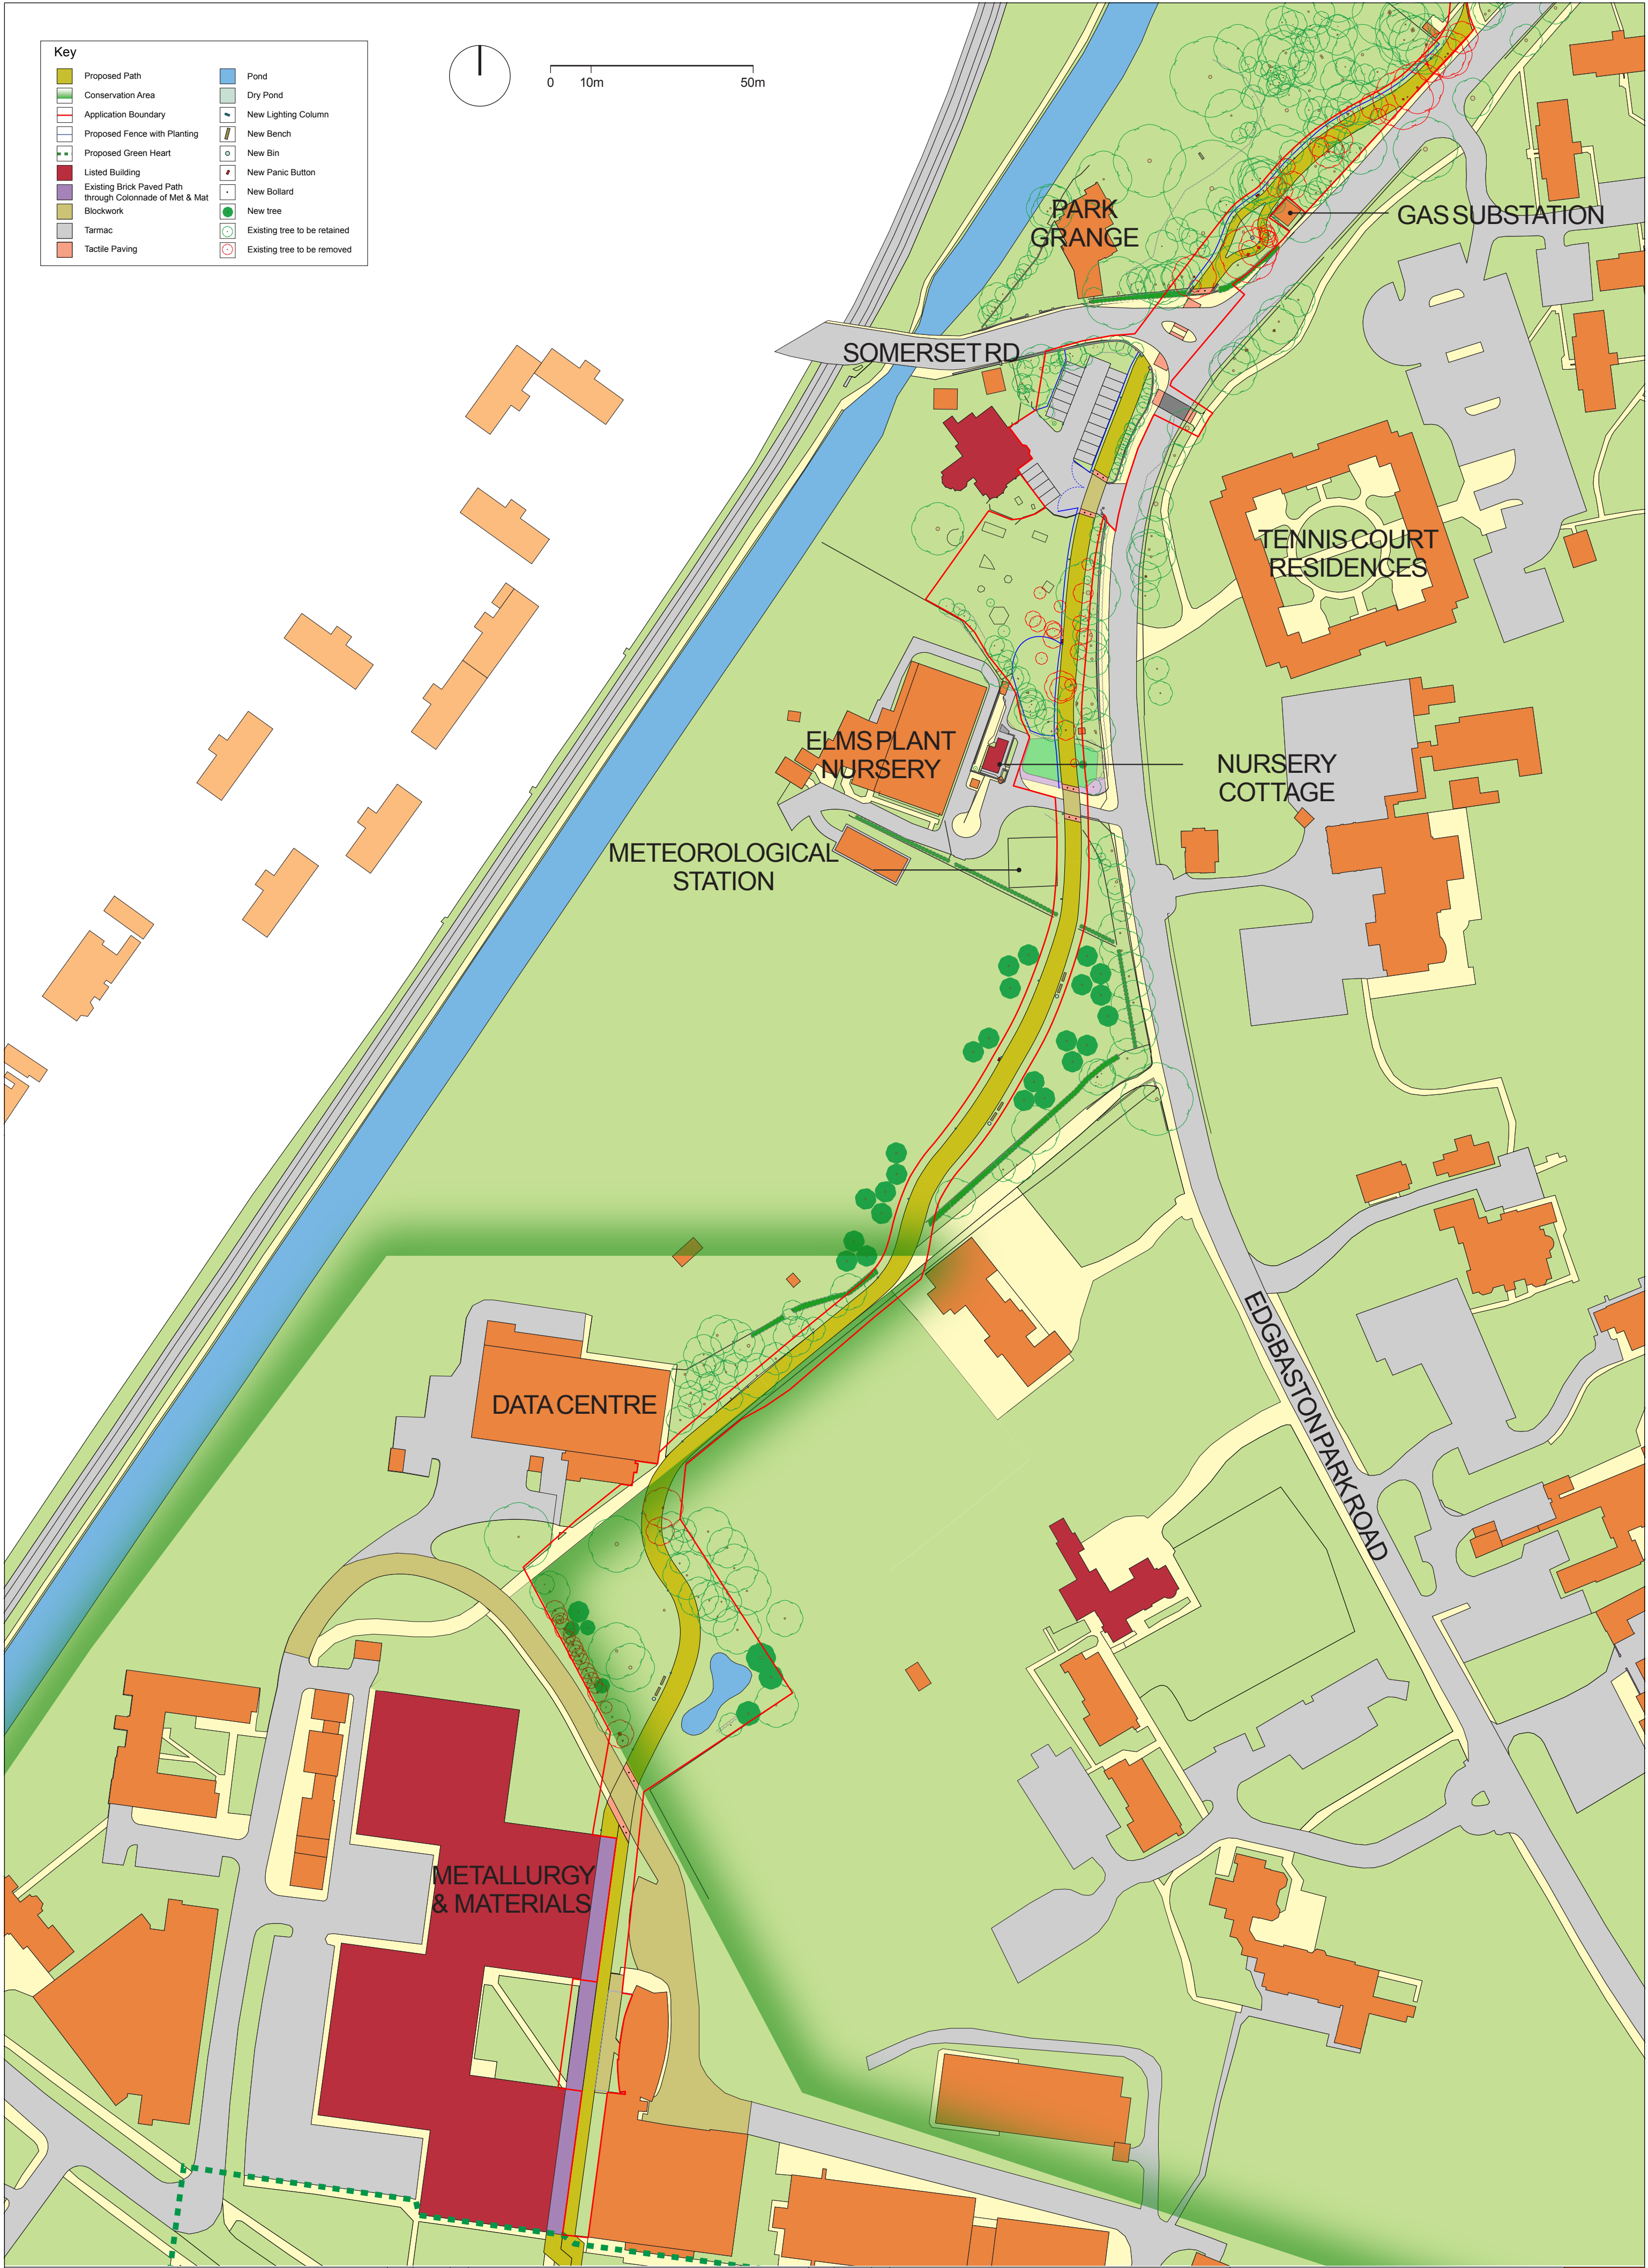 Key
Proposed Path
Conservation Area
Application Boundary
Proposed Fence with Planting
Proposed Green Heart
Listed Building
Existing Brick Paved Path
through Colonnade of Met & Mat
Blockwork
Tarmac
Tactile Paving
Pond
Dry Pond
New Lighting Column
New Bench
New Bin
New Panic Button
New Bollard
New tree
Existing tree to be retained
Existing tree to be removed
0 10m 50m
PARK
GRANGE
GAS SUBSTATION
SOMERSET RD
TENNIS COURT
RESIDENCES
ELMS PLANT
NURSERY
NURSERY
COTTAGE
METEOROLOGICAL
STATION
EDGBASTON PARK ROAD
DATA CENTRE
METALLURGY
& MATERIALS